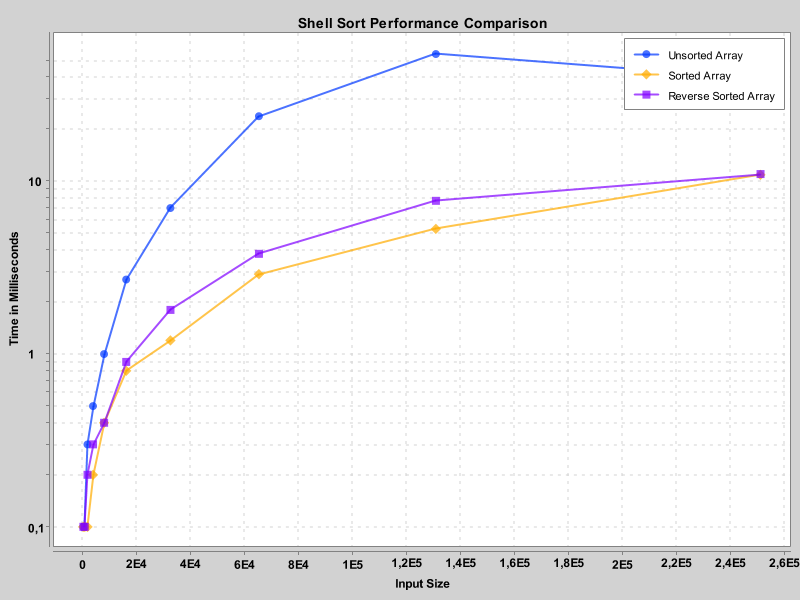 Shell Sort Performance Comparison
Unsorted Array
Sorted Array
Reverse Sorted Array
Time in Milliseconds
10
1
0,1
0 2E4 4E4 6E4 8E4 1E5 1,2E5 1,4E5 1,6E5 1,8E5 2E5 2,2E5 2,4E5 2,6E5
Input Size